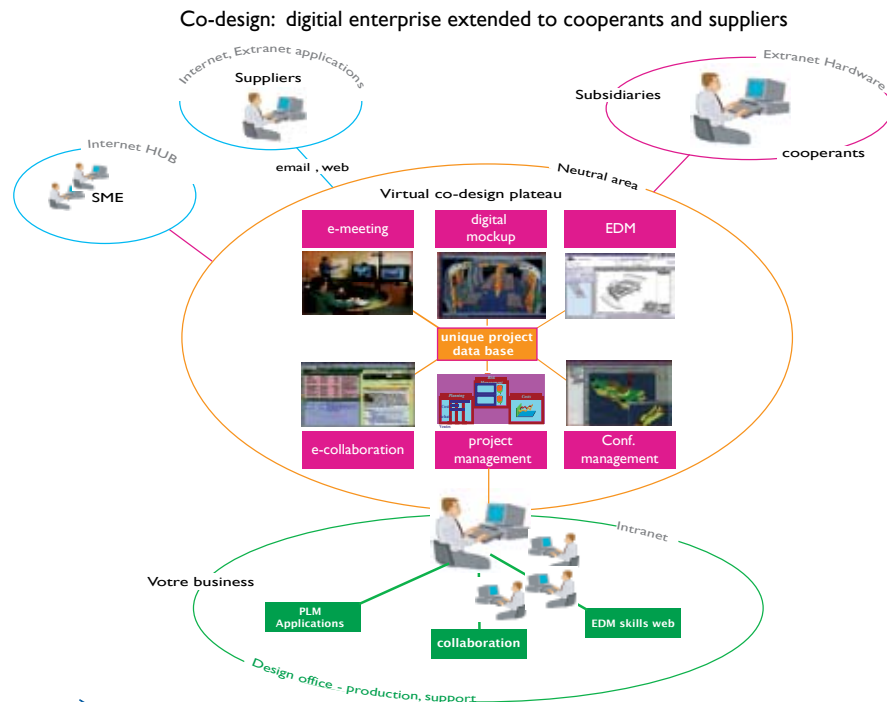 Co-design: digitial enterprise extended to cooperants and suppliers
Internet, Extranet applications
Suppliers
Extranet Hardware
Subsidiaries
cooperants
Internet HUB
SME
email , web
Neutral area
Virtual co-design plateau
e-meeting
digital
mockup
EDM
unique project
data base
Planning
e-collaboration
project
management
Conf.
management
Intranet
Votre business
PLM
Applications
collaboration
EDM skills web
Design office - production, support